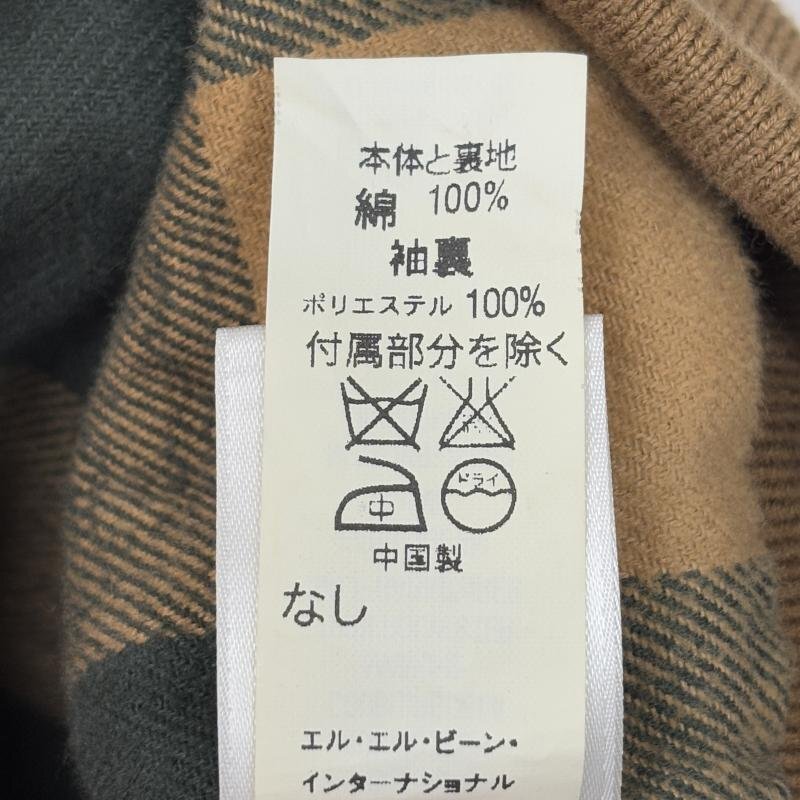 本体と裏地
綿 100%
袖裏
ポリエステル 100%
付属部分を除く
中
ドライ
中国製
なし
エル・エル・ビーン・
インターナショナル